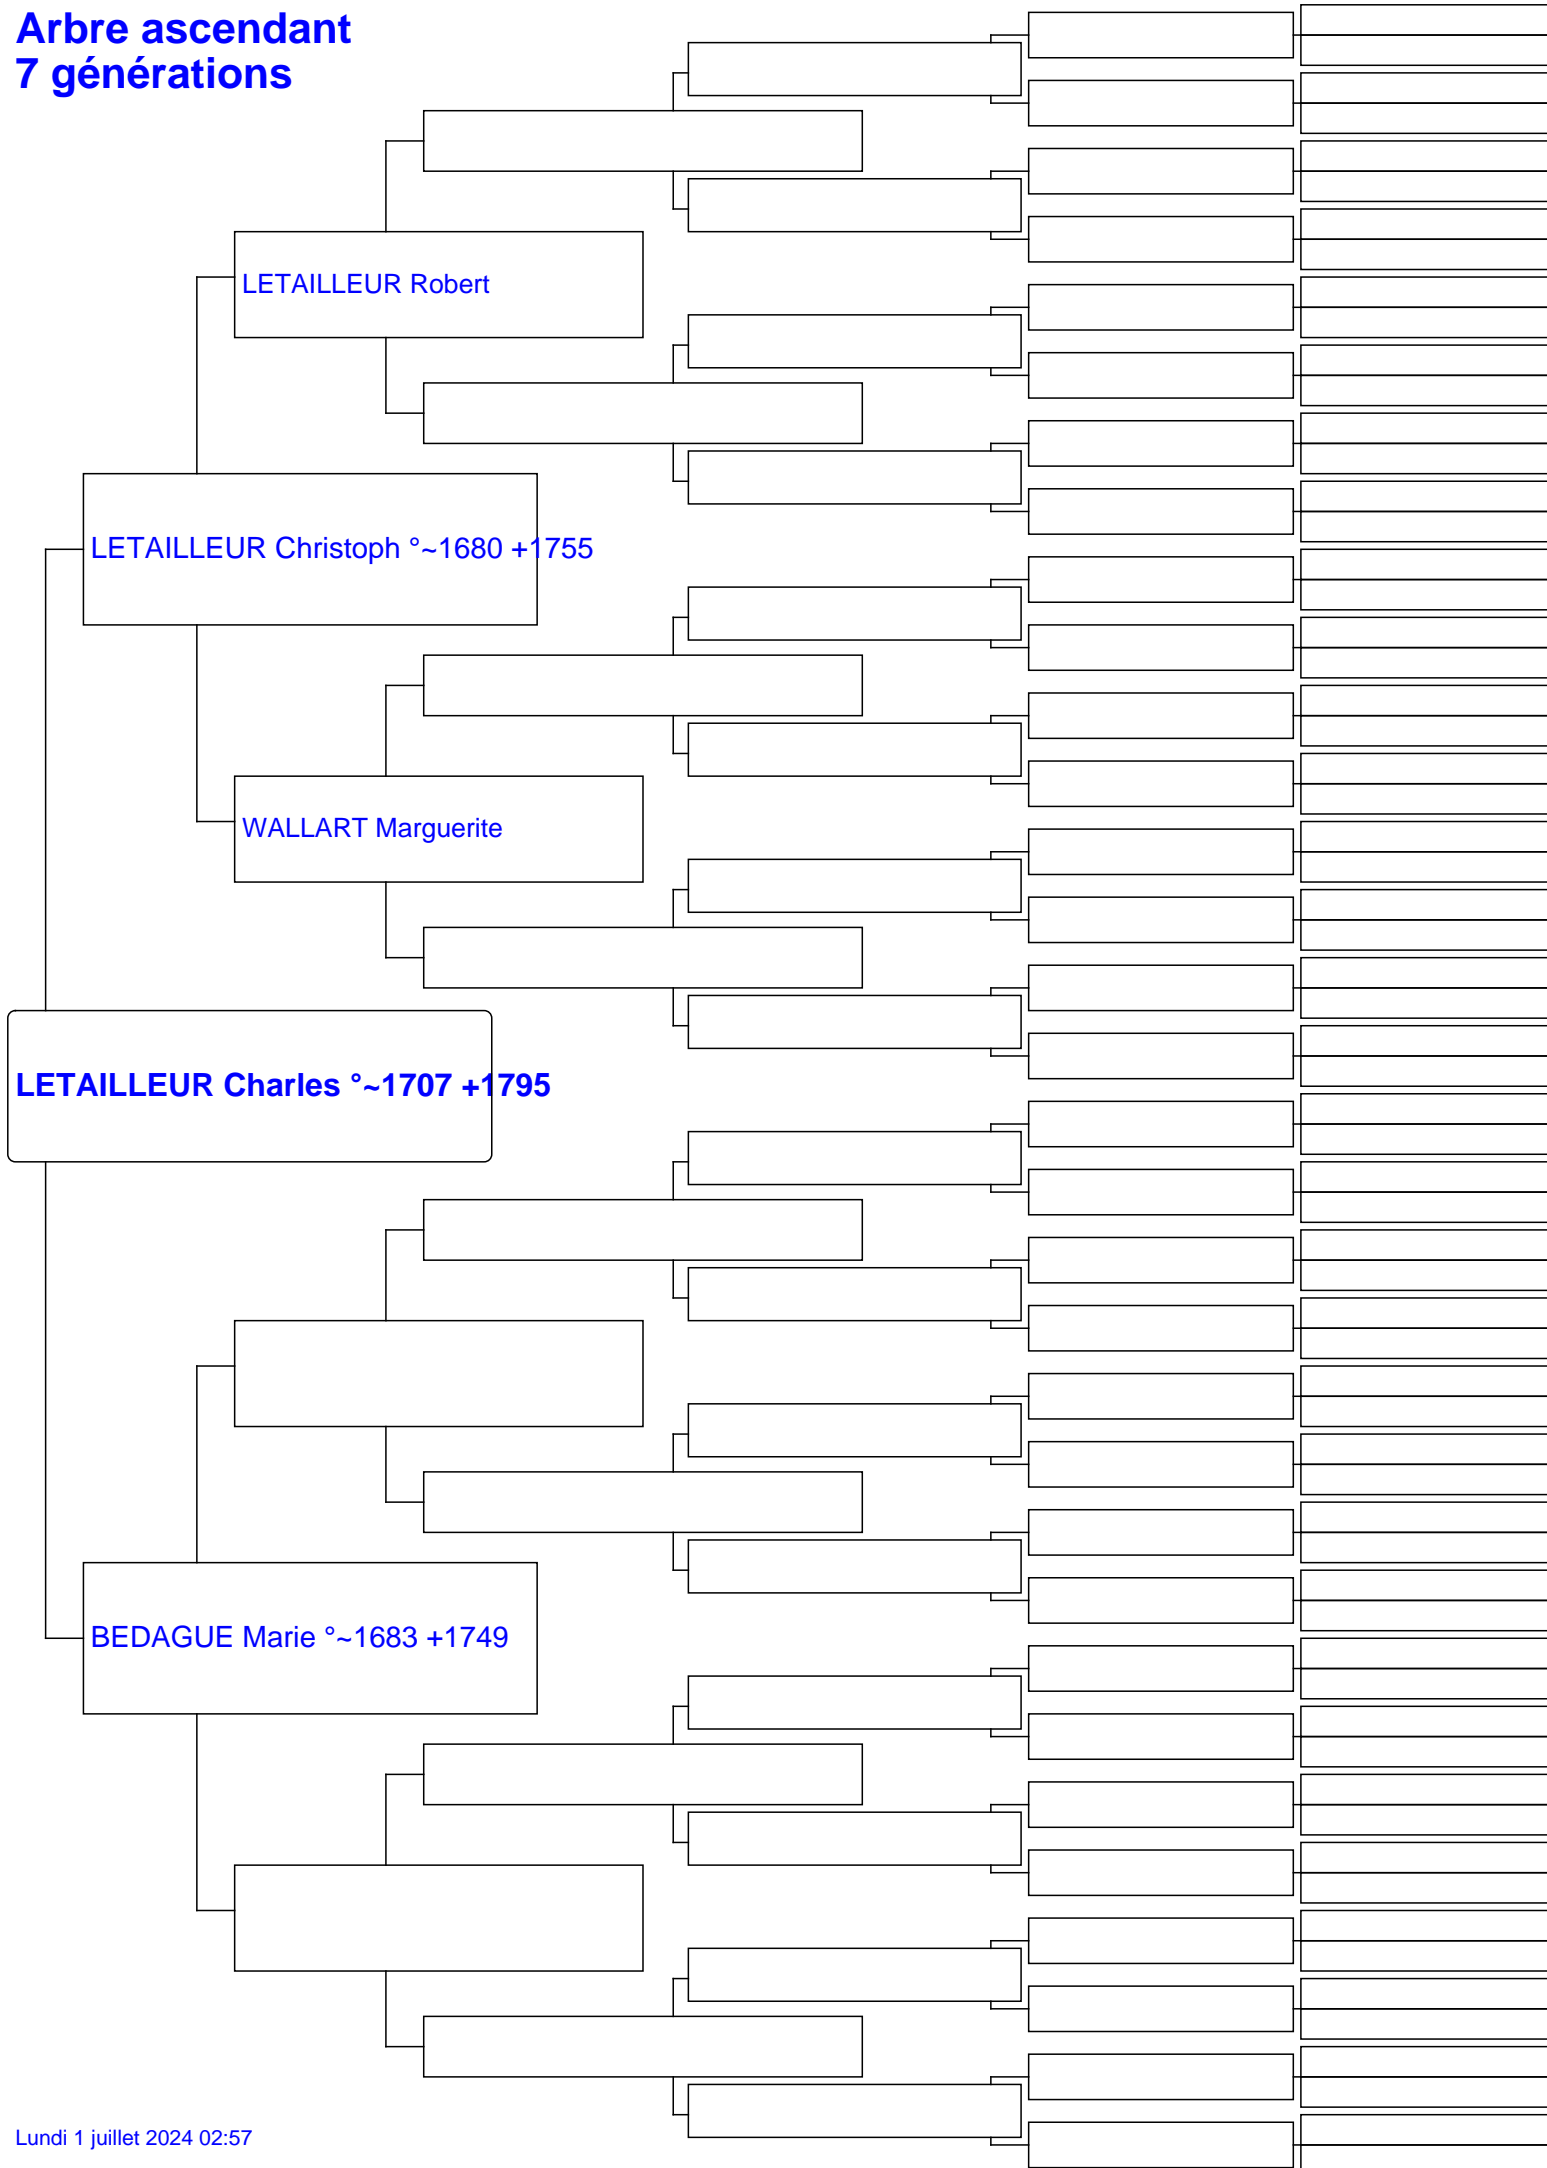 Arbre ascendant
7 générations
LETAILLEUR Robert
LETAILLEUR Christoph °~1680 +1755
WALLART Marguerite
LETAILLEUR Charles °~1707 +1795
BEDAGUE Marie °~1683 +1749
Lundi 1 juillet 2024 02:57